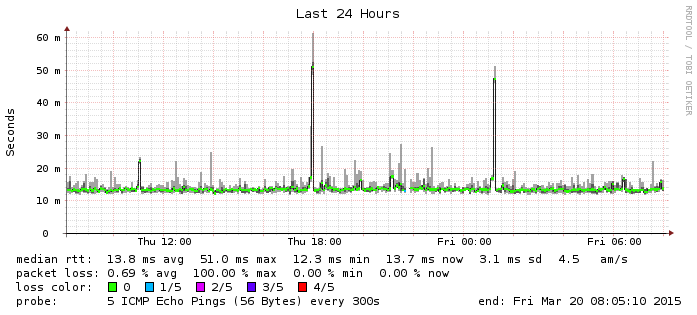 Last 24 Hours
RRDTOOL / TOBI OETIKER
Seconds
60 m
50 m
40 m
30 m
20 m
10 m
0
Thu 12:00 Thu 18:00 Fri 00:00 Fri 06:00
median rtt: 13.8 ms avg 51.0 ms max 12.3 ms min 13.7 ms now 3.1 ms sd 4.5 am/s
packet loss: 0.69 % avg 100.00 % max 0.00 % min 0.00 % now
loss color: 0 1/5 2/5 3/5 4/5
probe: 5 ICMP Echo Pings (56 Bytes) every 300s end: Fri Mar 20 08:05:10 2015